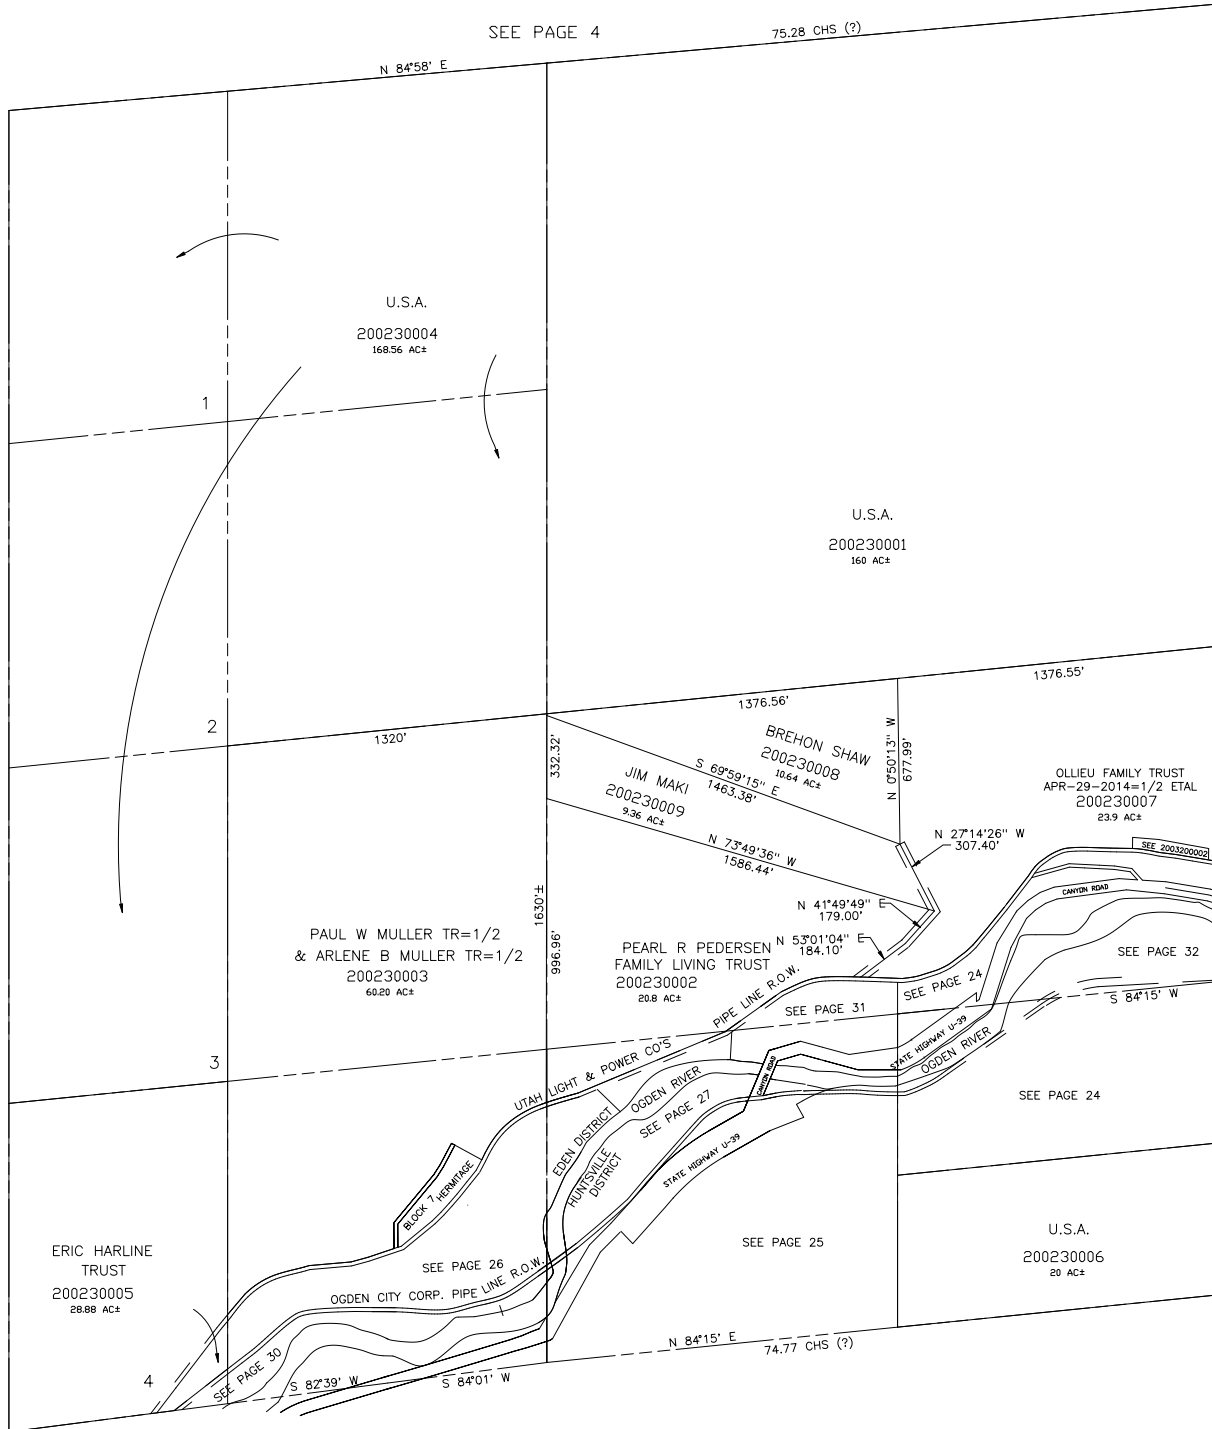 SEE PAGE 4
75.28 CHS (?)
N 84°58' E
U.S.A.
200230004
168.56 AC±
1
U.S.A.
200230001
160 AC±
2
1320'
1376.56'
1376.55'
332.32'
BREHON SHAW
200230008
10.64 AC±
S 69°59'15" E
1463.38'
N 0°50'13" W
677.99'
JIM MAKI
200230009
9.36 AC±
N 73°49'36" W
1586.44'
OLLIEU FAMILY TRUST
APR-29-2014=1/2 ETAL
200230007
23.9 AC±
N 27°14'26" W
307.40'
SEE 2003200002
CANYON ROAD
N 41°49'49" E
179.00'
N 53°01'04" E
184.10'
1630'±
996.96'
PAUL W MULLER TR=1/2
& ARLENE B MULLER TR=1/2
200230003
60.20 AC±
PEARL R PEDERSEN
FAMILY LIVING TRUST
200230002
20.8 AC±
SEE PAGE 32
S 84°15' W
SEE PAGE 24
SEE PAGE 31
UTAH LIGHT & POWER CO'S PIPE LINE R.O.W.
3
STATE HIGHWAY U-39
OGDEN RIVER
CANYON ROAD
SEE PAGE 24
OGDEN RIVER
SEE PAGE 27
EDEN DISTRICT
HUNTSVILLE
DISTRICT
STATE HIGHWAY U-39
BLOCK 7 HERMITAGE
SEE PAGE 25
U.S.A.
200230006
20 AC±
ERIC HARLINE
TRUST
200230005
28.88 AC±
SEE PAGE 26
OGDEN CITY CORP. PIPE LINE R.O.W.
SEE PAGE 30
4
S 82°39' W
S 84°01' W
N 84°15' E
74.77 CHS (?)